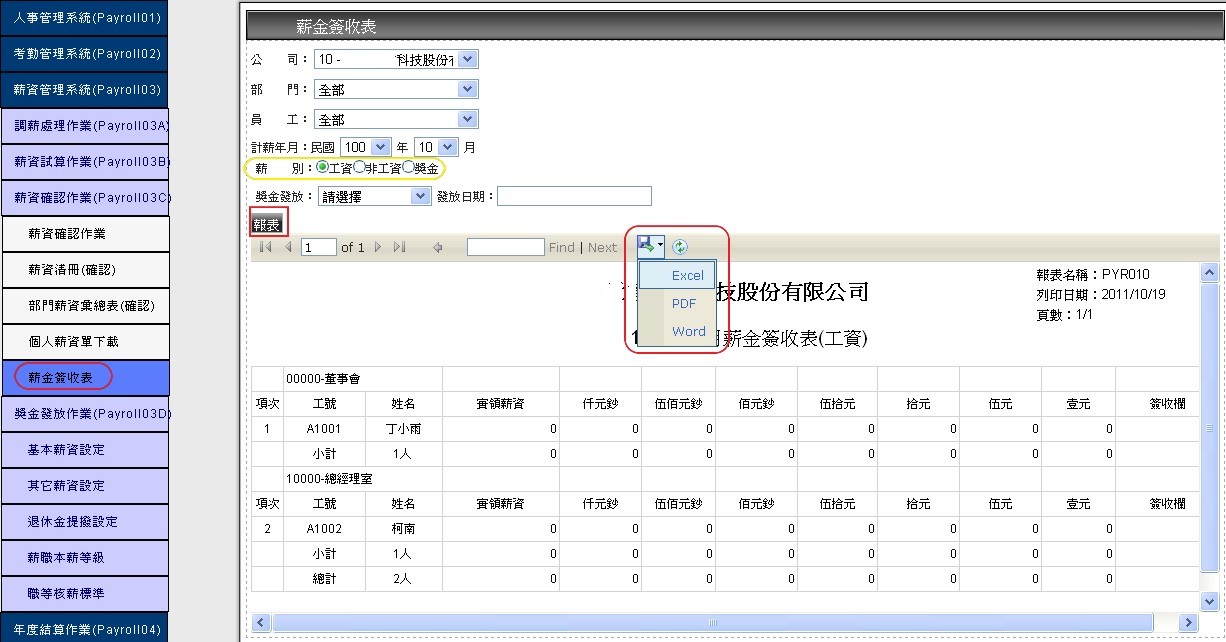 人事管理系統(Payroll01)
考勤管理系統(Payroll02)
薪資管理系統(Payroll03)
調薪處理作業(Payroll03A)
薪資試算作業(Payroll03B)
薪資確認作業(Payroll03C)
薪資確認作業
薪資清冊(確認)
部門薪資彙總表(確認)
個人薪資單下載
薪金簽收表
獎金發放作業(Payroll03D)
基本薪資設定
其它薪資設定
退休金提撥設定
薪職本薪等級
職等核薪標準
年度結算作業(Payroll04)
薪金簽收表
公 司： 10 - 科技股份有
部 門： 全部
員 工： 全部
計薪年月：民國 100 年 10 月
薪 別： 工資 非工資 獎金
獎金發放： 請選擇 發放日期：
報表
1 of 1 Find | Next
Excel
PDF
Word
技股份有限公司
報表名稱：PYR010
列印日期：2011/10/19
頁數：1/1
月薪金簽收表(工資)
00000-董事會
項次 工號 姓名 實領薪資 仟元鈔 伍佰元鈔 佰元鈔 伍拾元 拾元 伍元 壹元 簽收欄
1 A1001 丁小雨 0 0 0 0 0 0 0 0
小計 1人 0 0 0 0 0 0 0 0
10000-總經理室
項次 工號 姓名 實領薪資 仟元鈔 伍佰元鈔 佰元鈔 伍拾元 拾元 伍元 壹元 簽收欄
2 A1002 柯南 0 0 0 0 0 0 0 0
小計 1人 0 0 0 0 0 0 0 0
總計 2人 0 0 0 0 0 0 0 0